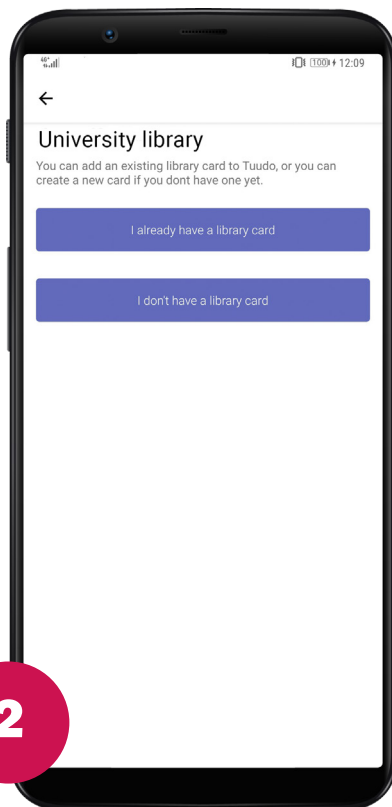 100 12:09
University library
You can add an existing library card to Tuudo, or you can
create a new card if you dont have one yet.
I already have a library card
I don't have a library card
2